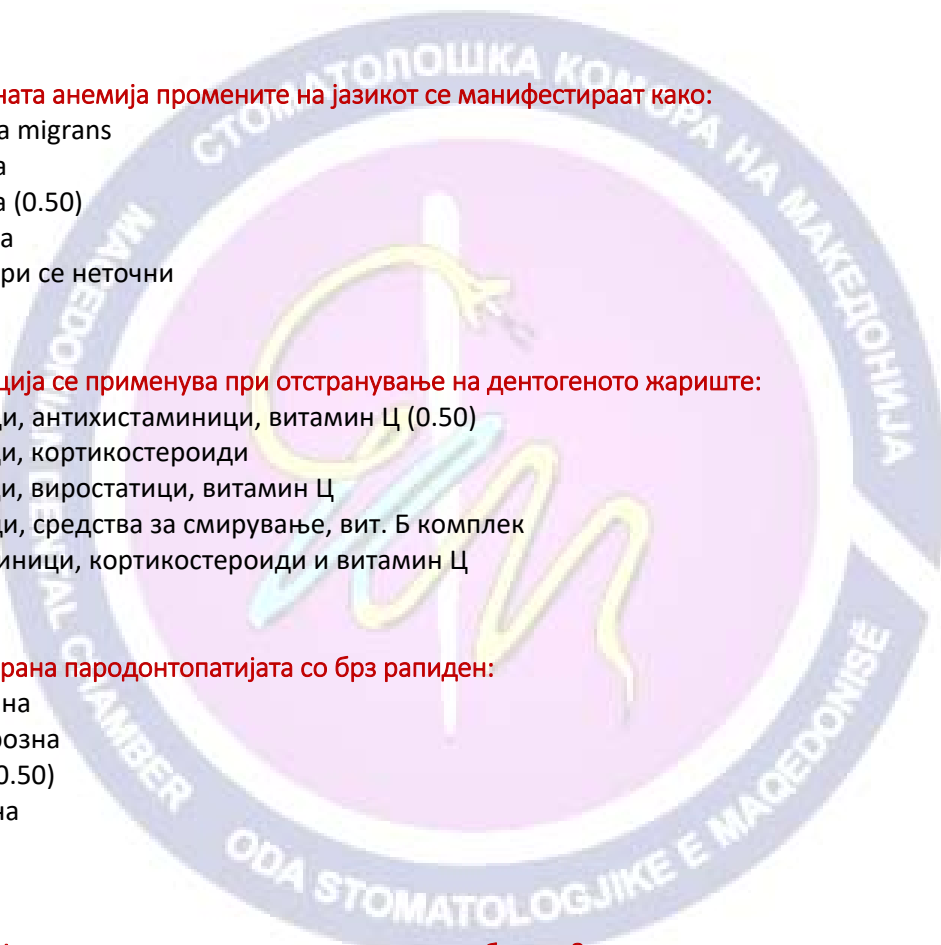 ната анемија промените на јазикот се манифестираат како:
а migrans
а
а (0.50)
а
ри се неточни
ција се применува при отстранување на дентогеното жариште:
ци, антихистаминици, витамин Ц (0.50)
ци, кортикостероиди
ци, виростатици, витамин Ц
ци, средства за смирување, вит. Б комплек
иници, кортикостероиди и витамин Ц
рана пародонтопатијата со брз рапиден:
на
розна
0.50)
на
СТОМАТОЛОШКА КОМОРА НА МАКЕДОНИЈА
MACEDONIAN DENTAL CHAMBER
ODA STOMATOLOGJIKE E MAQEDONISË